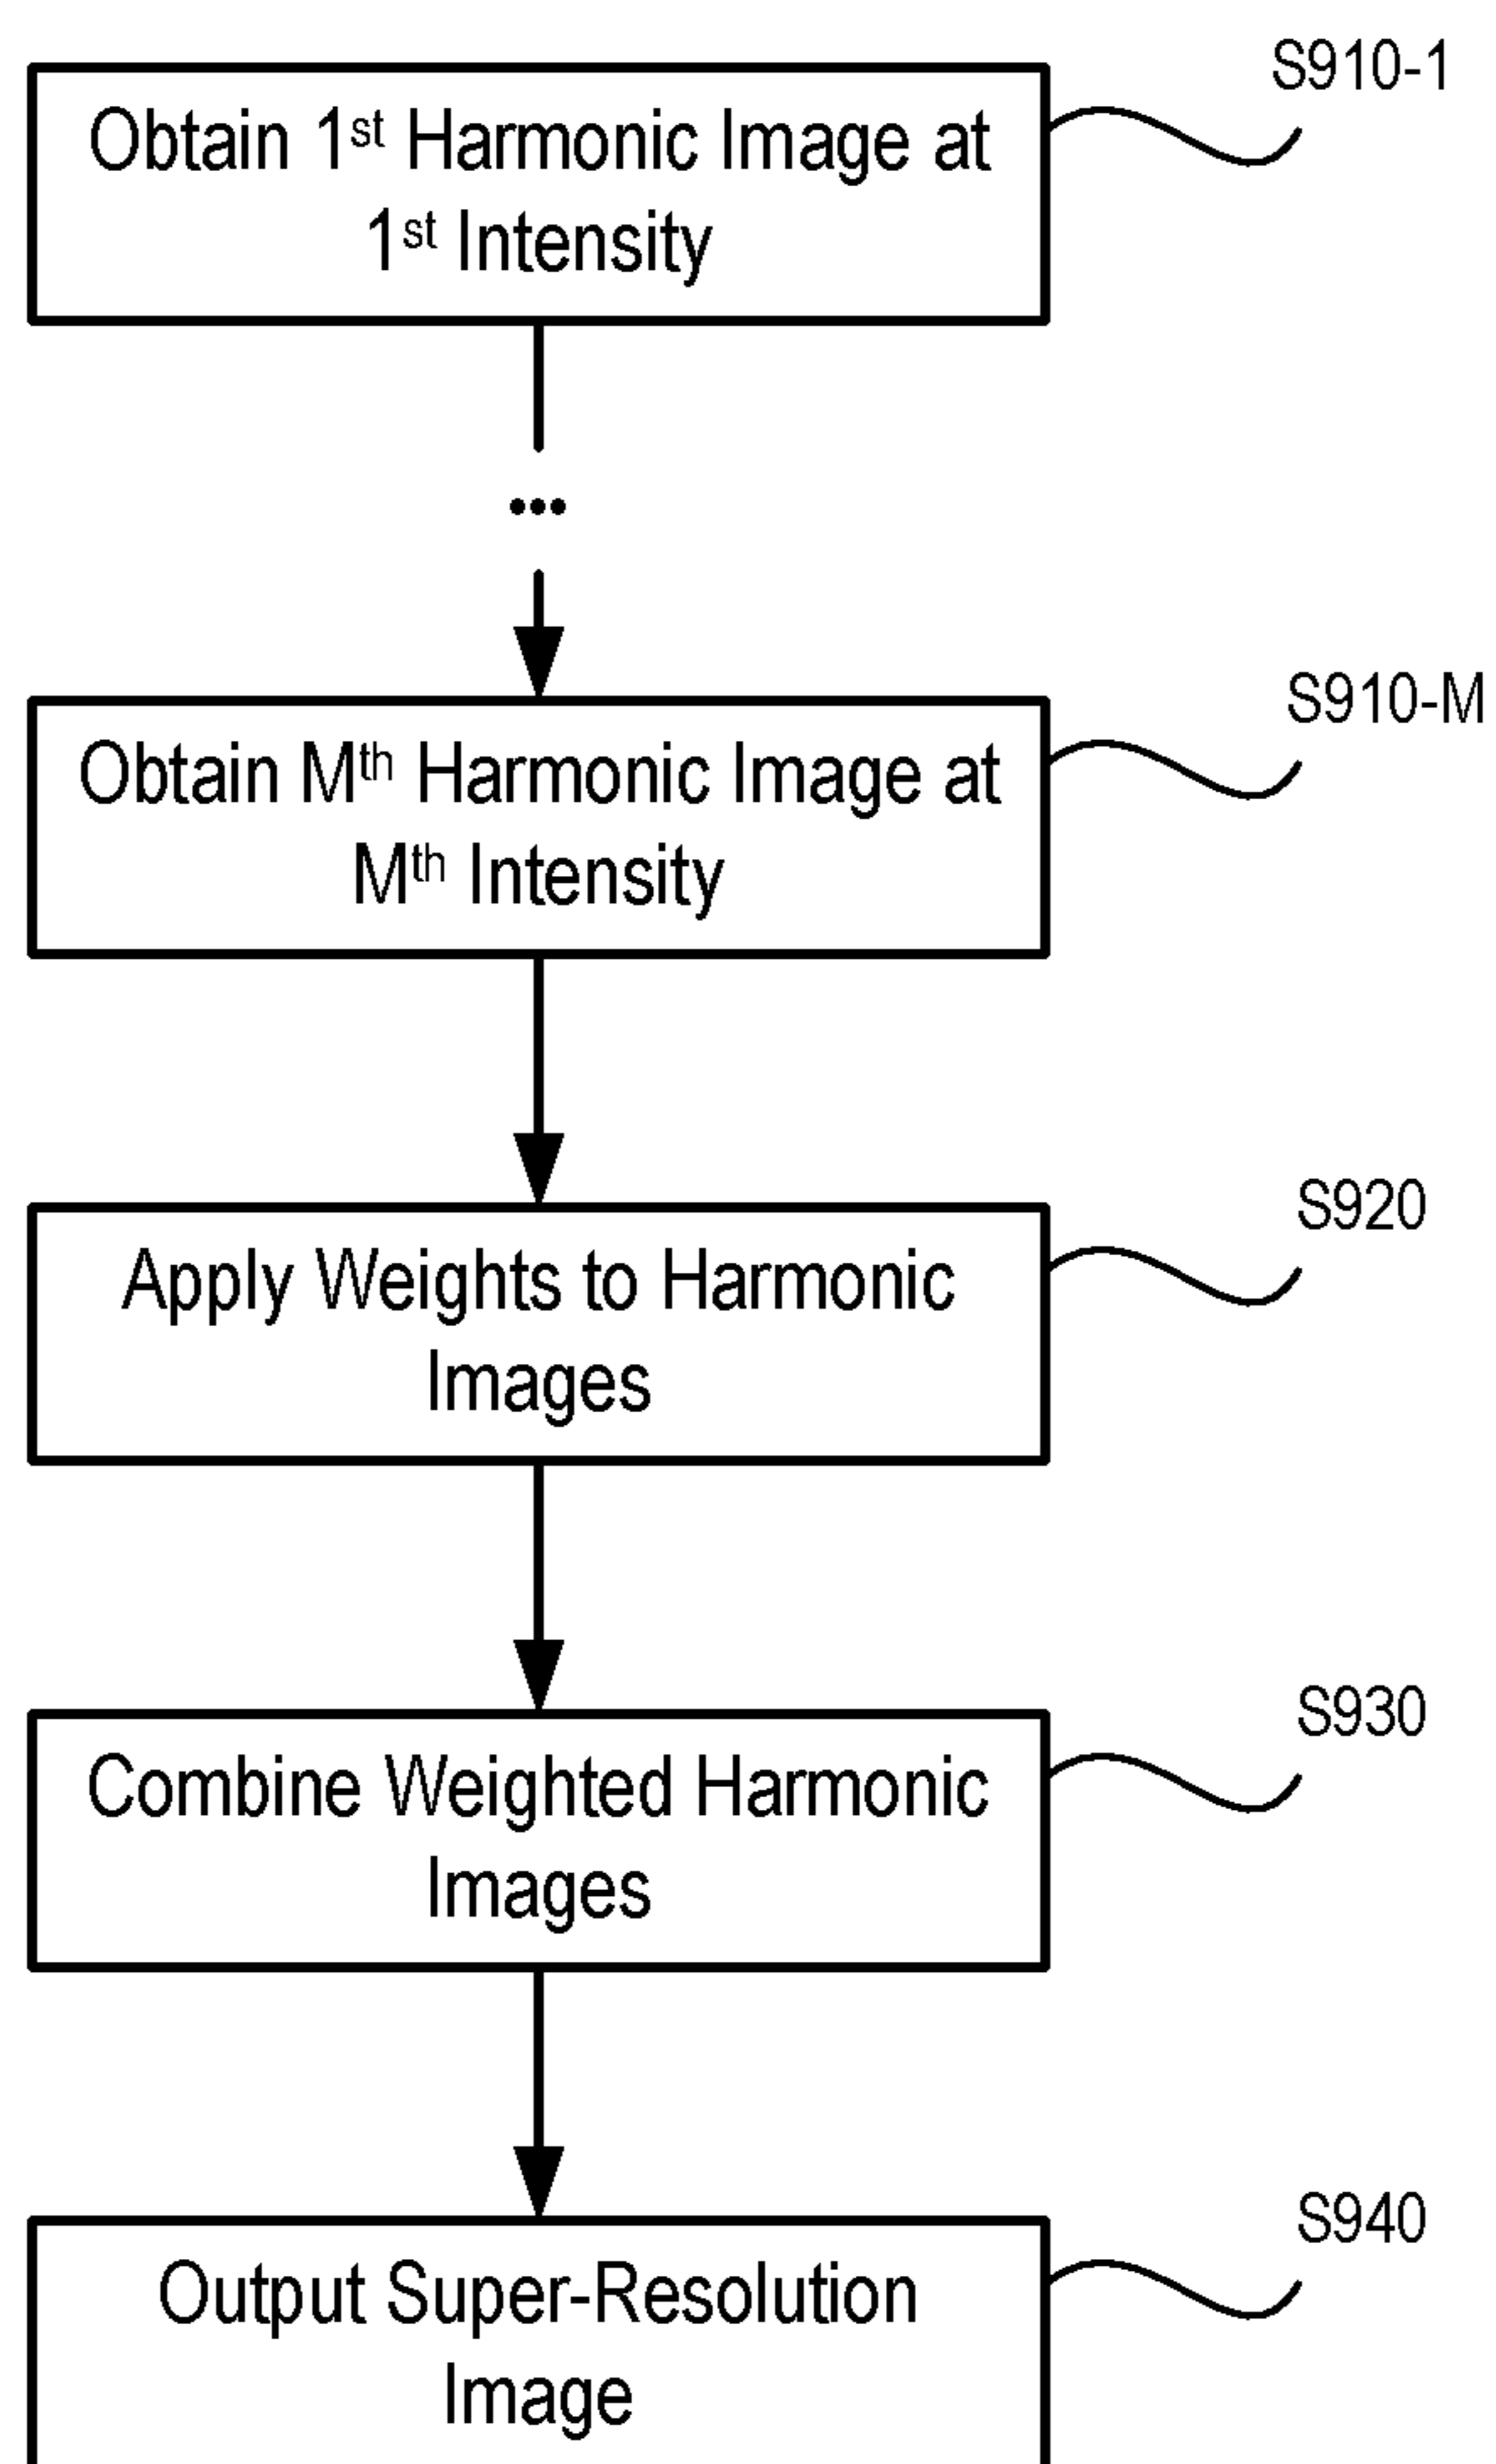 S910-1
Obtain 1st Harmonic Image at
1st Intensity
...
S910-M
Obtain Mth Harmonic Image at
Mth Intensity
S920
Apply Weights to Harmonic
Images
S930
Combine Weighted Harmonic
Images
S940
Output Super-Resolution
Image